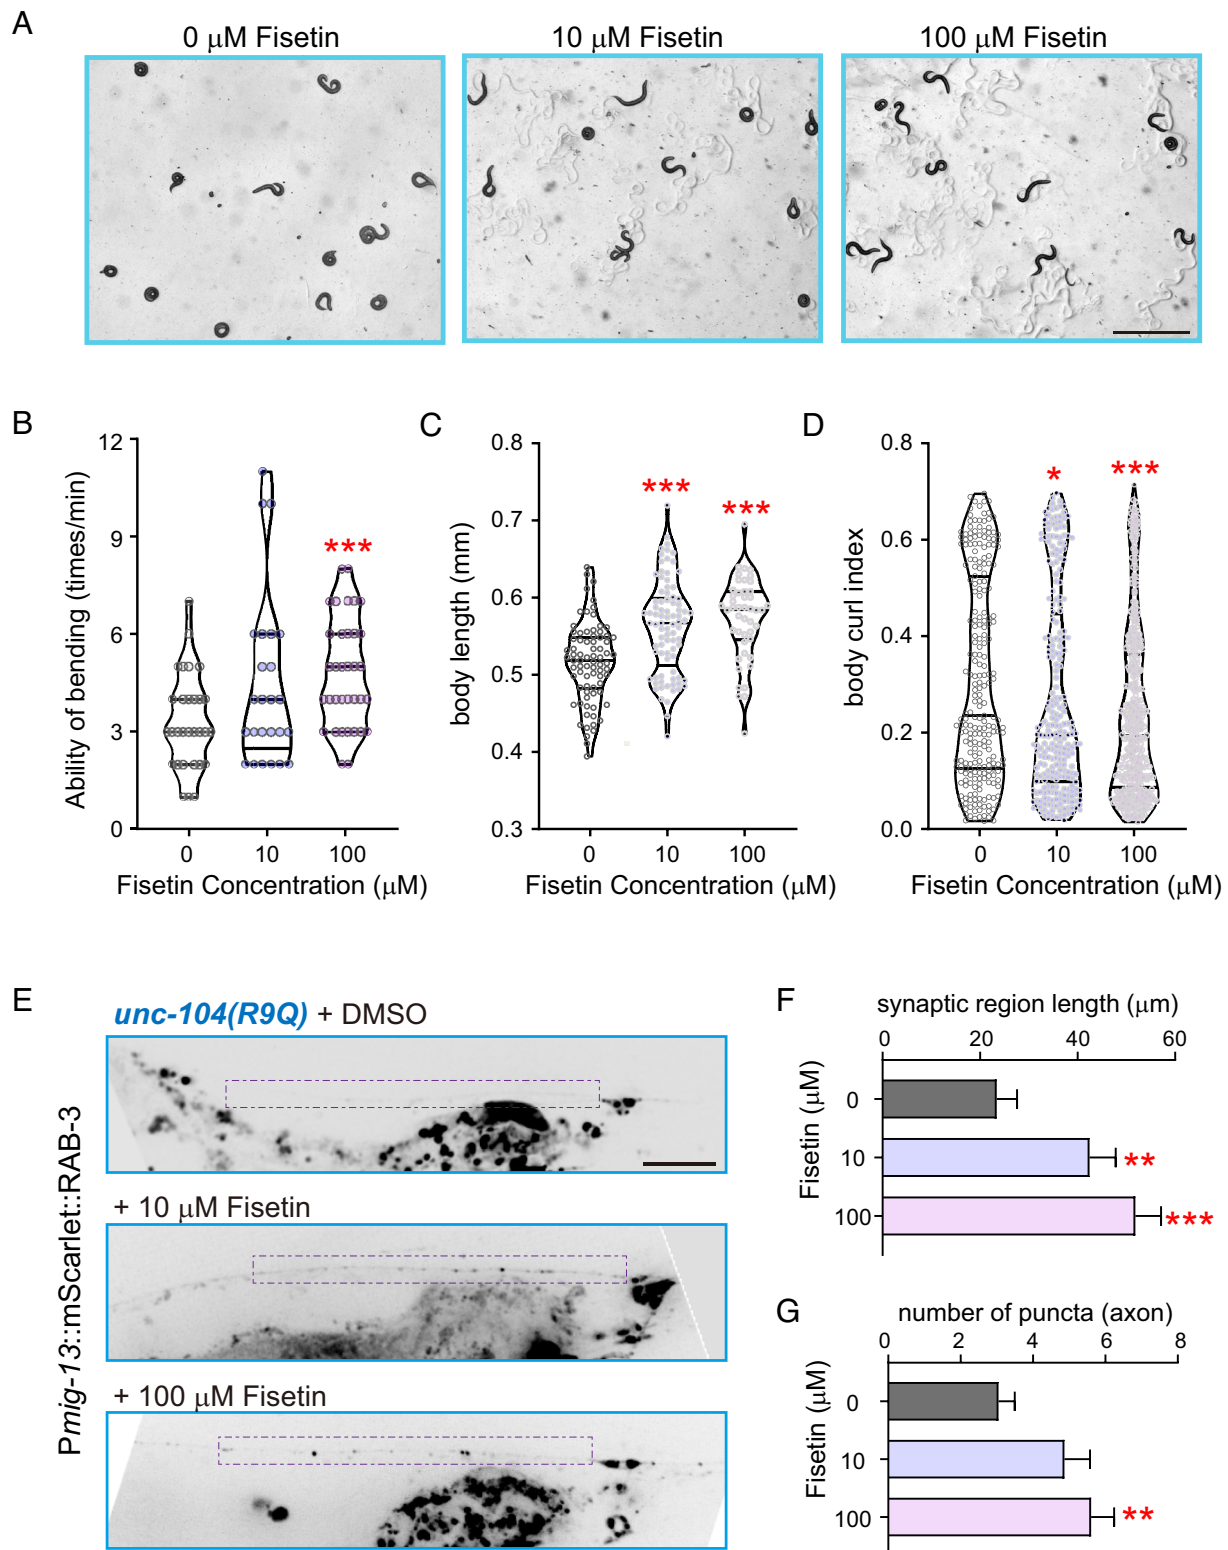 A
0 μM Fisetin
10 μM Fisetin
100 μM Fisetin
B
Ability of bending (times/min)
12
9
6
3
0
***
0
10
100
Fisetin Concentration (μM)
C
body length (mm)
0.8
0.7
0.6
0.5
0.4
0.3
***
***
0
10
100
Fisetin Concentration (μM)
D
body curl index
0.8
0.6
0.4
0.2
0.0
*
***
0
10
100
Fisetin Concentration (μM)
E
Pmig-13::mScarlet::RAB-3
unc-104(R9Q) + DMSO
+ 10 μM Fisetin
+ 100 μM Fisetin
F
synaptic region length (μm)
0 20 40 60
Fisetin (μM)
0
10 **
100 ***
G
number of puncta (axon)
0 2 4 6 8
Fisetin (μM)
0
10
100 **